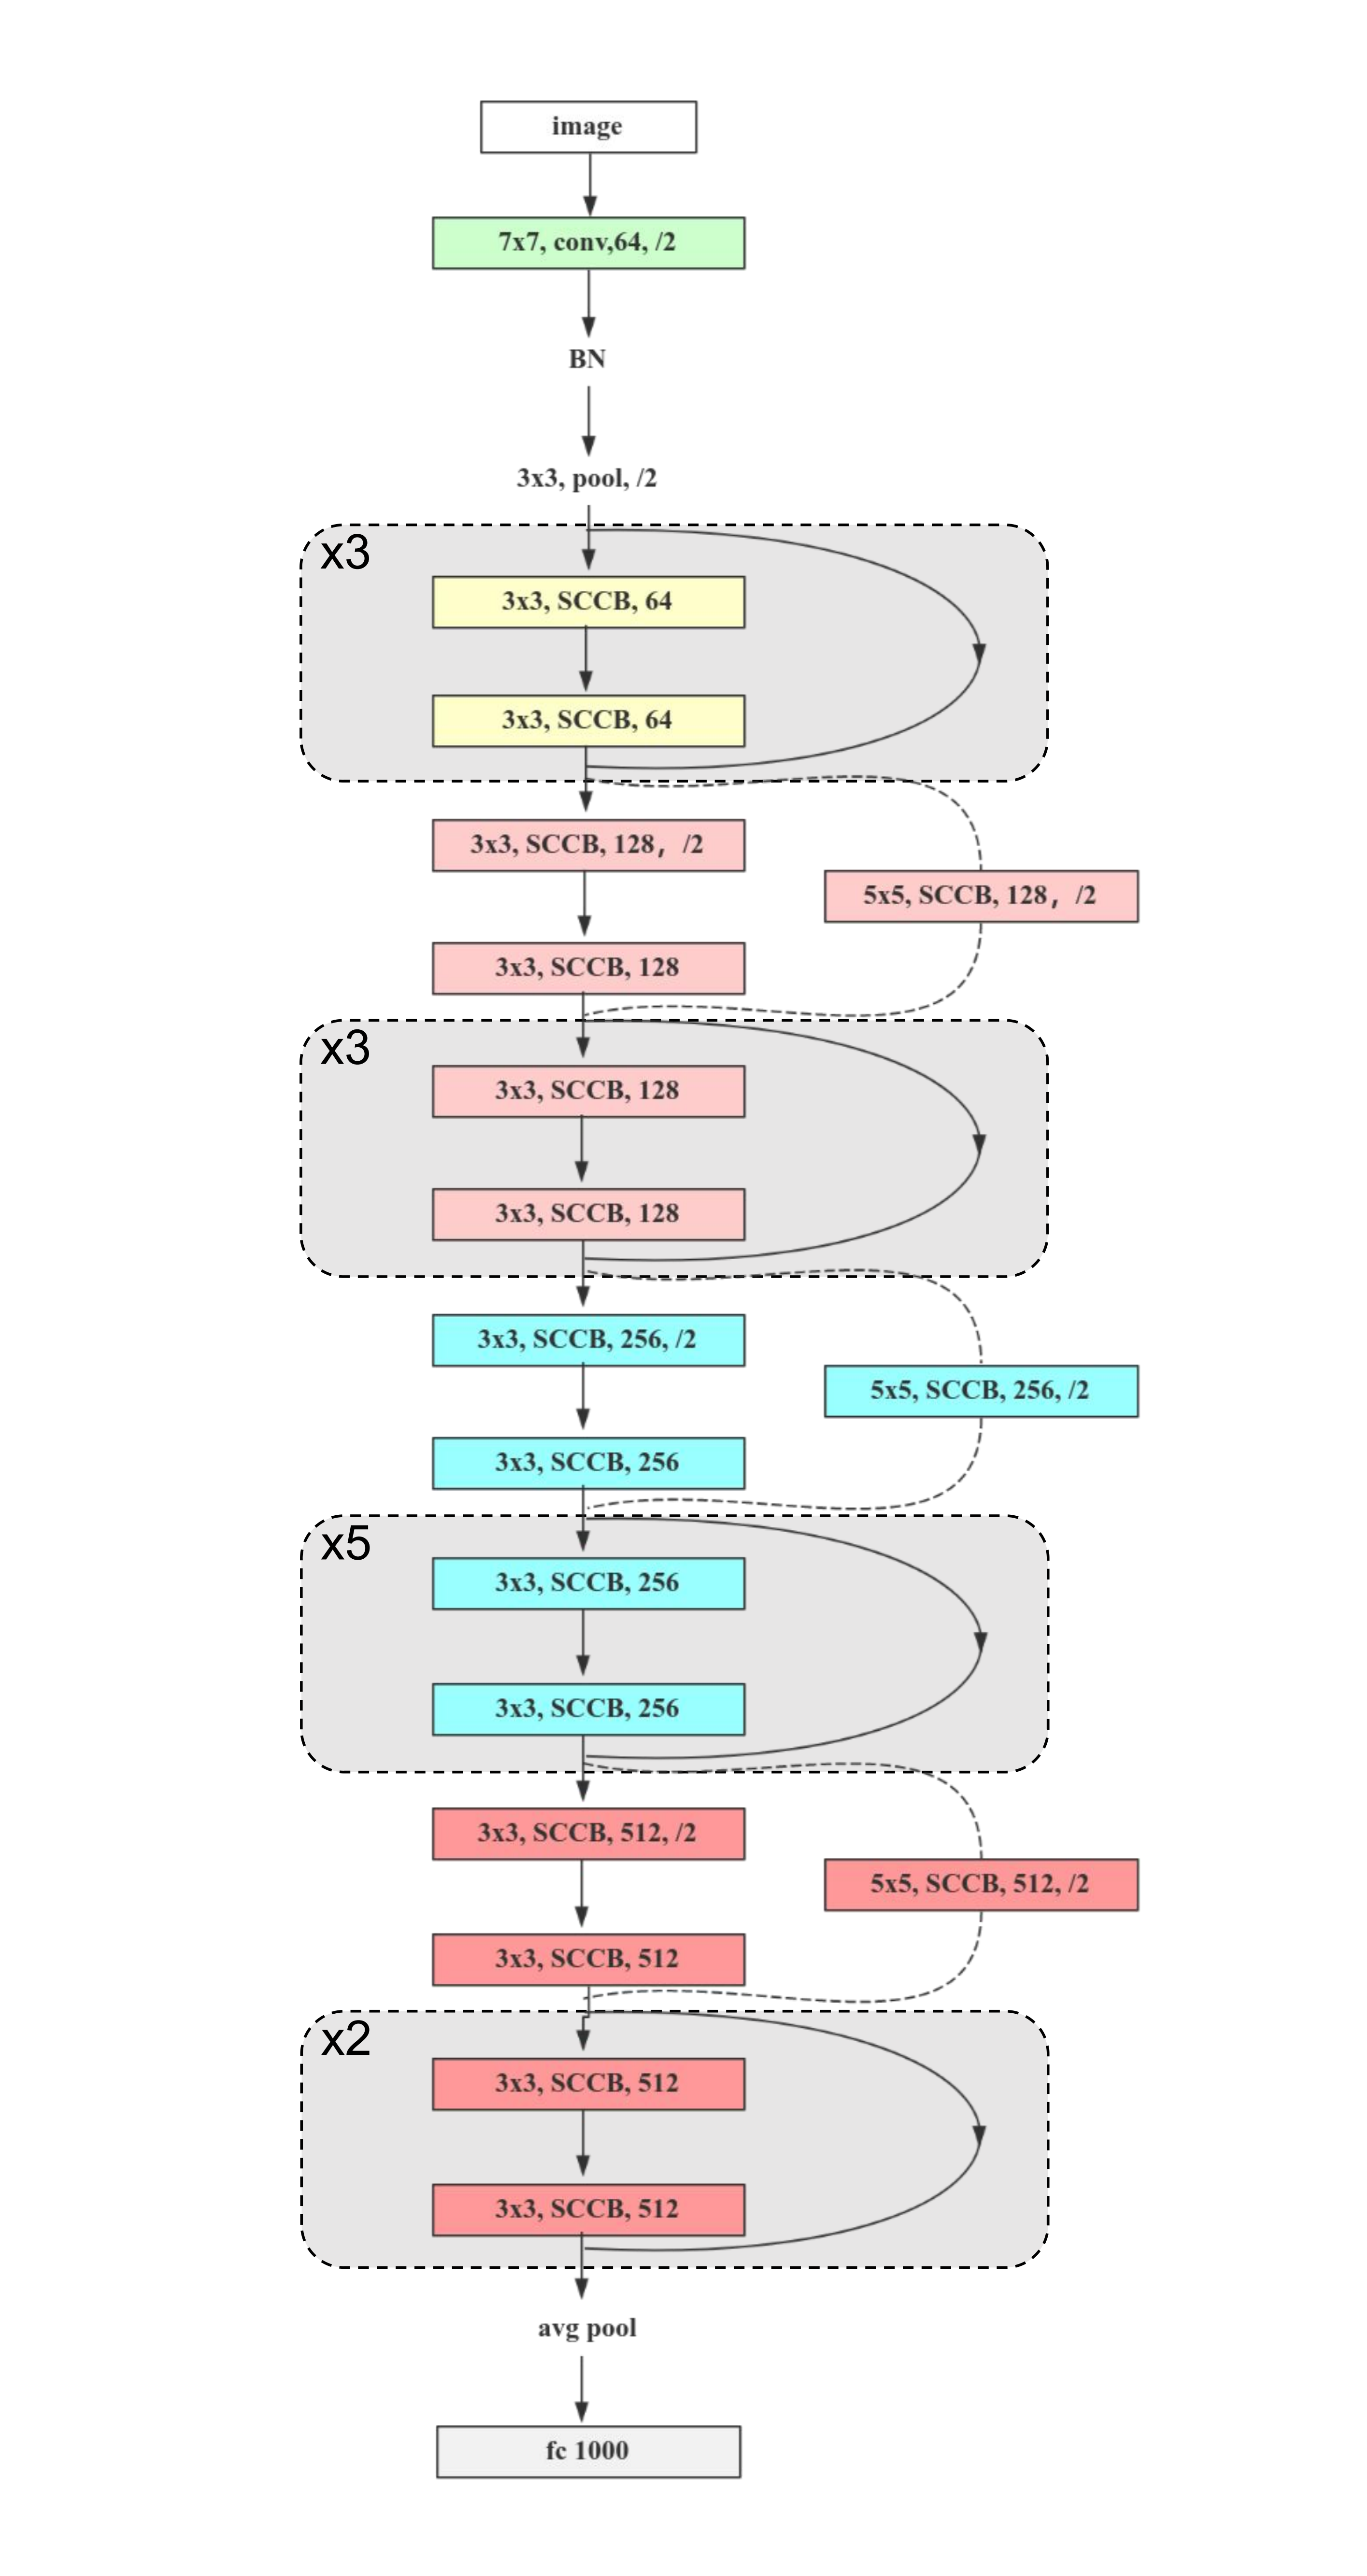 image
7x7, conv,64, /2
BN
3x3, pool, /2
x3
3x3, SCCB, 64
3x3, SCCB, 64
3x3, SCCB, 128，/2
5x5, SCCB, 128，/2
3x3, SCCB, 128
x3
3x3, SCCB, 128
3x3, SCCB, 128
3x3, SCCB, 256, /2
5x5, SCCB, 256, /2
3x3, SCCB, 256
x5
3x3, SCCB, 256
3x3, SCCB, 256
3x3, SCCB, 512, /2
5x5, SCCB, 512, /2
3x3, SCCB, 512
x2
3x3, SCCB, 512
3x3, SCCB, 512
avg pool
fc 1000